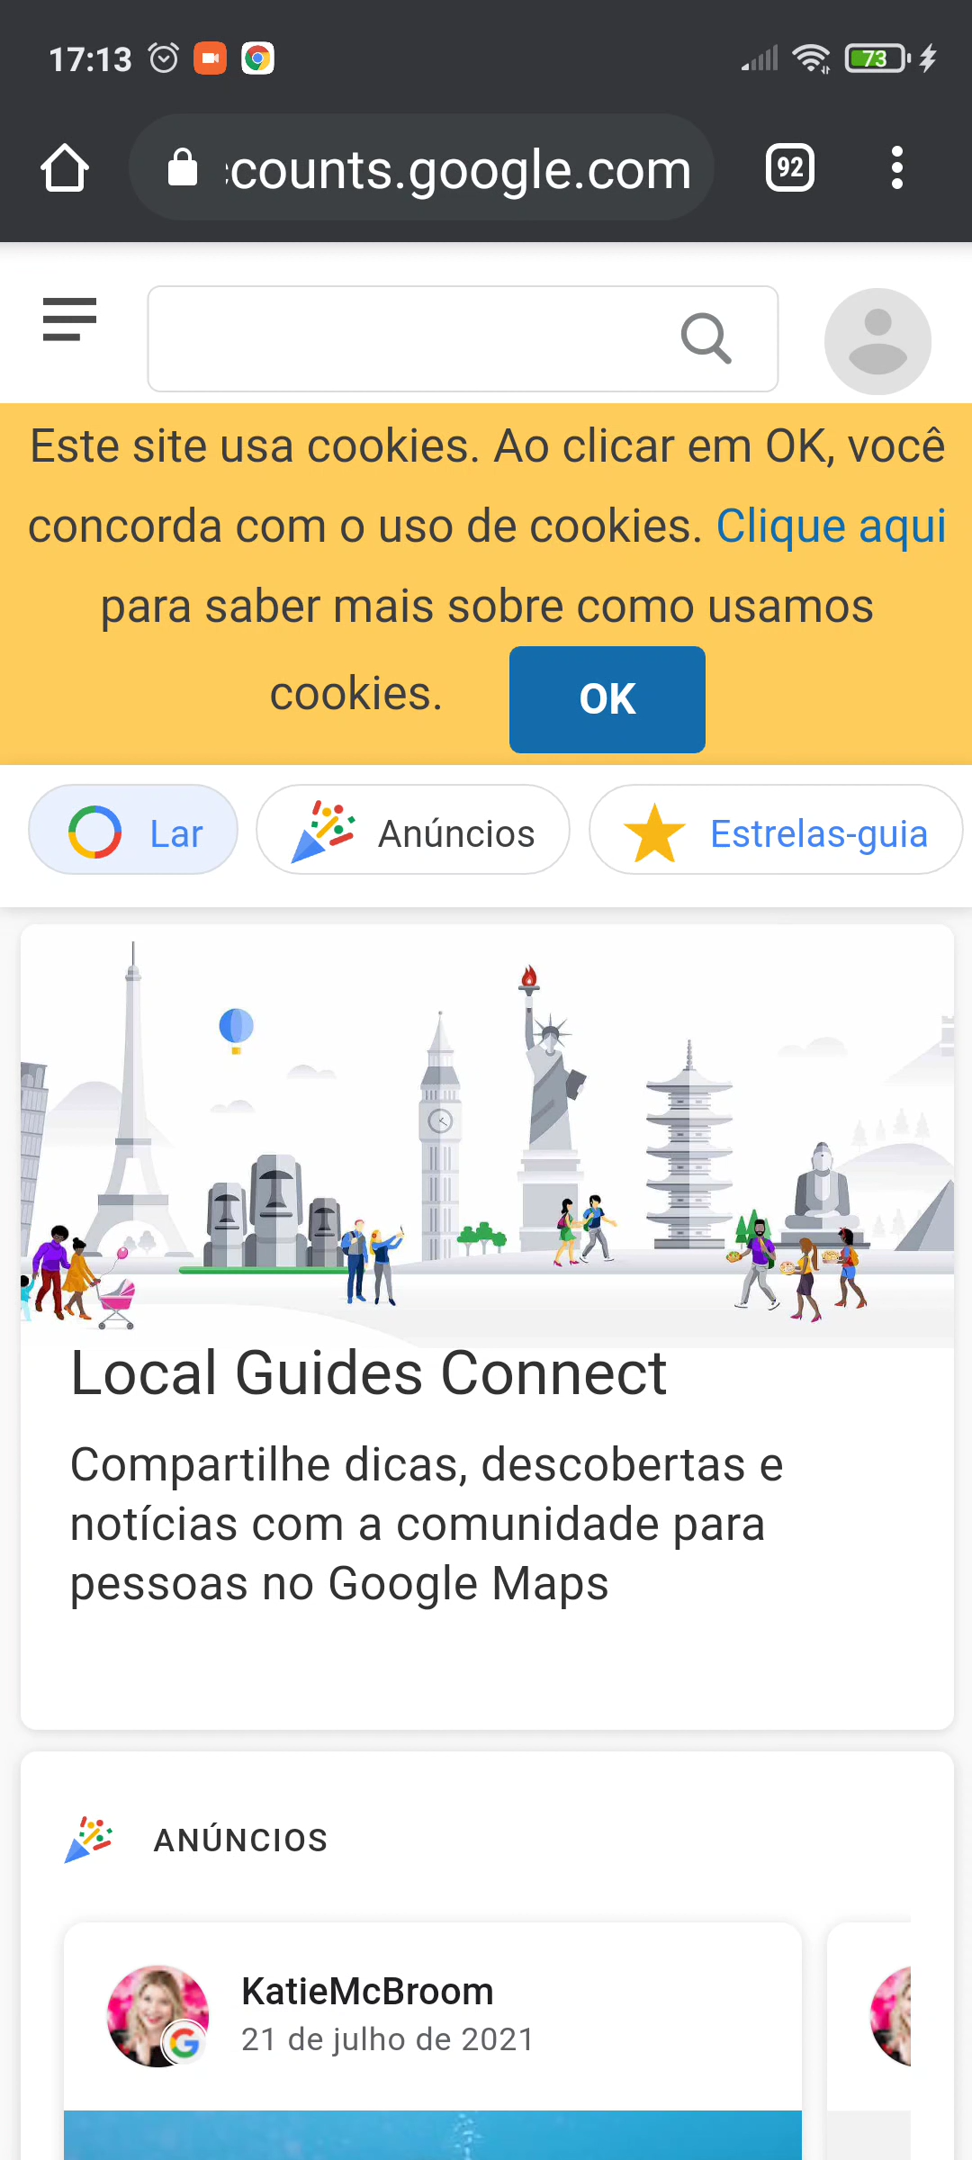 17:13
73
counts.google.com
92
Este site usa cookies. Ao clicar em OK, você
concorda com o uso de cookies. Clique aqui
para saber mais sobre como usamos
cookies. OK
Lar Anúncios Estrelas-guia
Local Guides Connect
Compartilhe dicas, descobertas e
notícias com a comunidade para
pessoas no Google Maps
ANÚNCIOS
KatieMcBroom
21 de julho de 2021